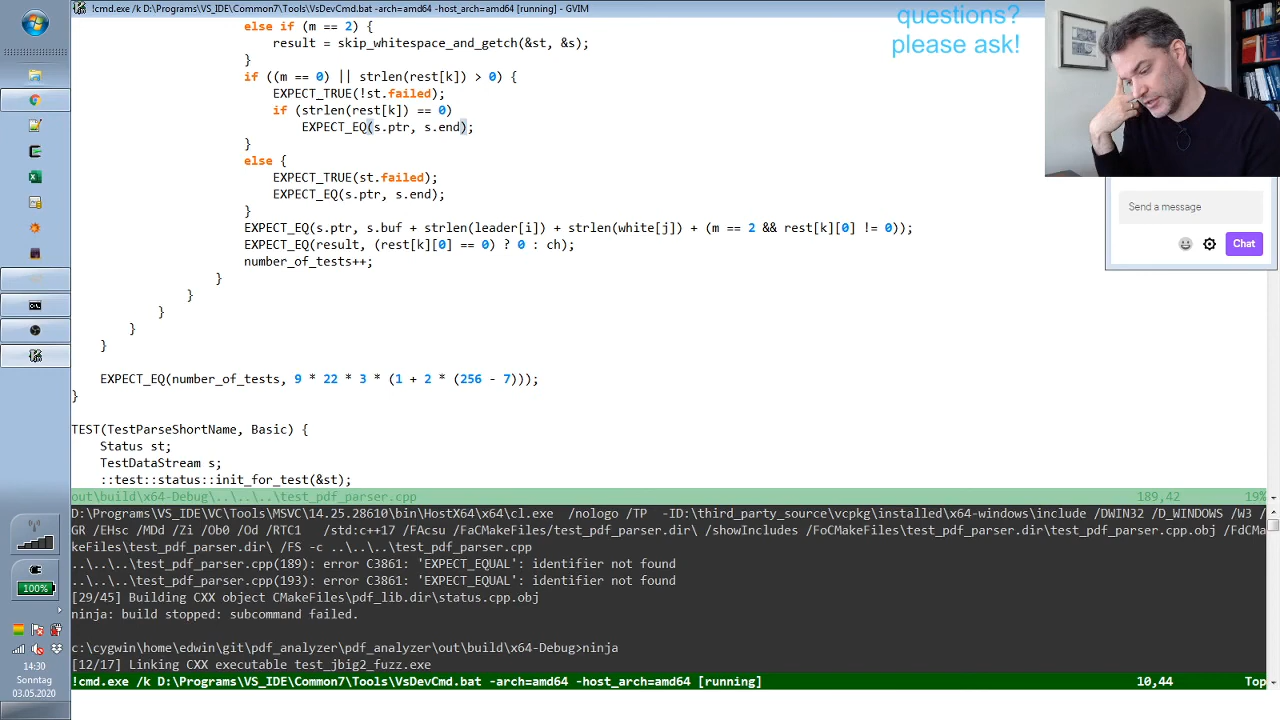 !cmd.exe /k D:\Programs\VS_IDE\Common7\Tools\VsDevCmd.bat -arch=amd64 -host_arch=amd64 [running] - GVIM
questions?
please ask!
else if (m == 2)
result = skip_whitespace_and_getch(&st, &s);
}
if ((m == 0) || strlen(rest[k]) > 0) {
EXPECT_TRUE(!st.failed);
if (strlen(rest[k]) == 0)
EXPECT_EQ(s.ptr, s.end);
}
else {
EXPECT_TRUE(st.failed);
EXPECT_EQ(s.ptr, s.end);
}
EXPECT_EQ(s.ptr, s.buf + strlen(leader[i]) + strlen(white[j]) + (m == 2 && rest[k][0] != 0));
EXPECT_EQ(result, (rest[k][0] == 0) ? 0 : ch);
number_of_tests++;
}
}
}
}
}
EXPECT_EQ(number_of_tests, 9 * 22 * 3 * (1 + 2 * (256 - 7)));
}
TEST(TestParseShortName, Basic) {
Status st;
TestDataStream s;
::test::status::init_for_test(&st);
out\build\x64-Debug\..\..\..\test_pdf_parser.cpp 189,42 19%
D:\Programs\VS_IDE\VC\Tools\MSVC\14.25.28610\bin\HostX64\x64\cl.exe /nologo /TP -ID:\third_party_source\vcpkg\installed\x64-windows\include /DWIN32 /D_WINDOWS /W3 /
GR /EHsc /MDd /Zi /Ob0 /Od /RTC1 /std:c++17 /FAcsu /FaCMakeFiles/test_parser.dir\ /showIncludes /FoCMakeFiles\test_pdf_parser.dir\test_pdf_parser.cpp.obj /FdCMa
keFiles\test_pdf_parser.dir\ /FS -c ..\..\..\test_pdf_parser.cpp
..\..\..\test_pdf_parser.cpp(189): error C3861: 'EXPECT_EQUAL': identifier not found
..\..\..\test_pdf_parser.cpp(193): error C3861: 'EXPECT_EQUAL': identifier not found
[29/45] Building CXX object CMakeFiles\pdf_lib.dir\status.cpp.obj
ninja: build stopped: subcommand failed.
c:\cygwin\home\edwin\git\pdf_analyzer\pdf_analyzer\out\build\x64-Debug>ninja
[12/17] Linking CXX executable test_jbig2_fuzz.exe
!cmd.exe /k D:\Programs\VS_IDE\Common7\Tools\VsDevCmd.bat -arch=amd64 -host_arch=amd64 [running] 10,44 Top
Send a message
Chat
100%
14:30
Sonntag
03.05.2020